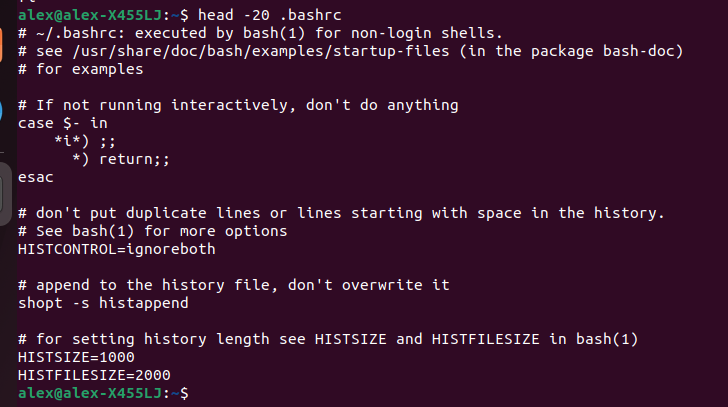 alex@alex-X455LJ:~$ head -20 .bashrc
# ~/.bashrc: executed by bash(1) for non-login shells.
# see /usr/share/doc/bash/examples/startup-files (in the package bash-doc)
# for examples

# If not running interactively, don't do anything
case $- in
    *i*) ;;
      *) return;;
esac

# don't put duplicate lines or lines starting with space in the history.
# See bash(1) for more options
HISTCONTROL=ignoreboth

# append to the history file, don't overwrite it
shopt -s histappend

# for setting history length see HISTSIZE and HISTFILESIZE in bash(1)
HISTSIZE=1000
HISTFILESIZE=2000
alex@alex-X455LJ:~$